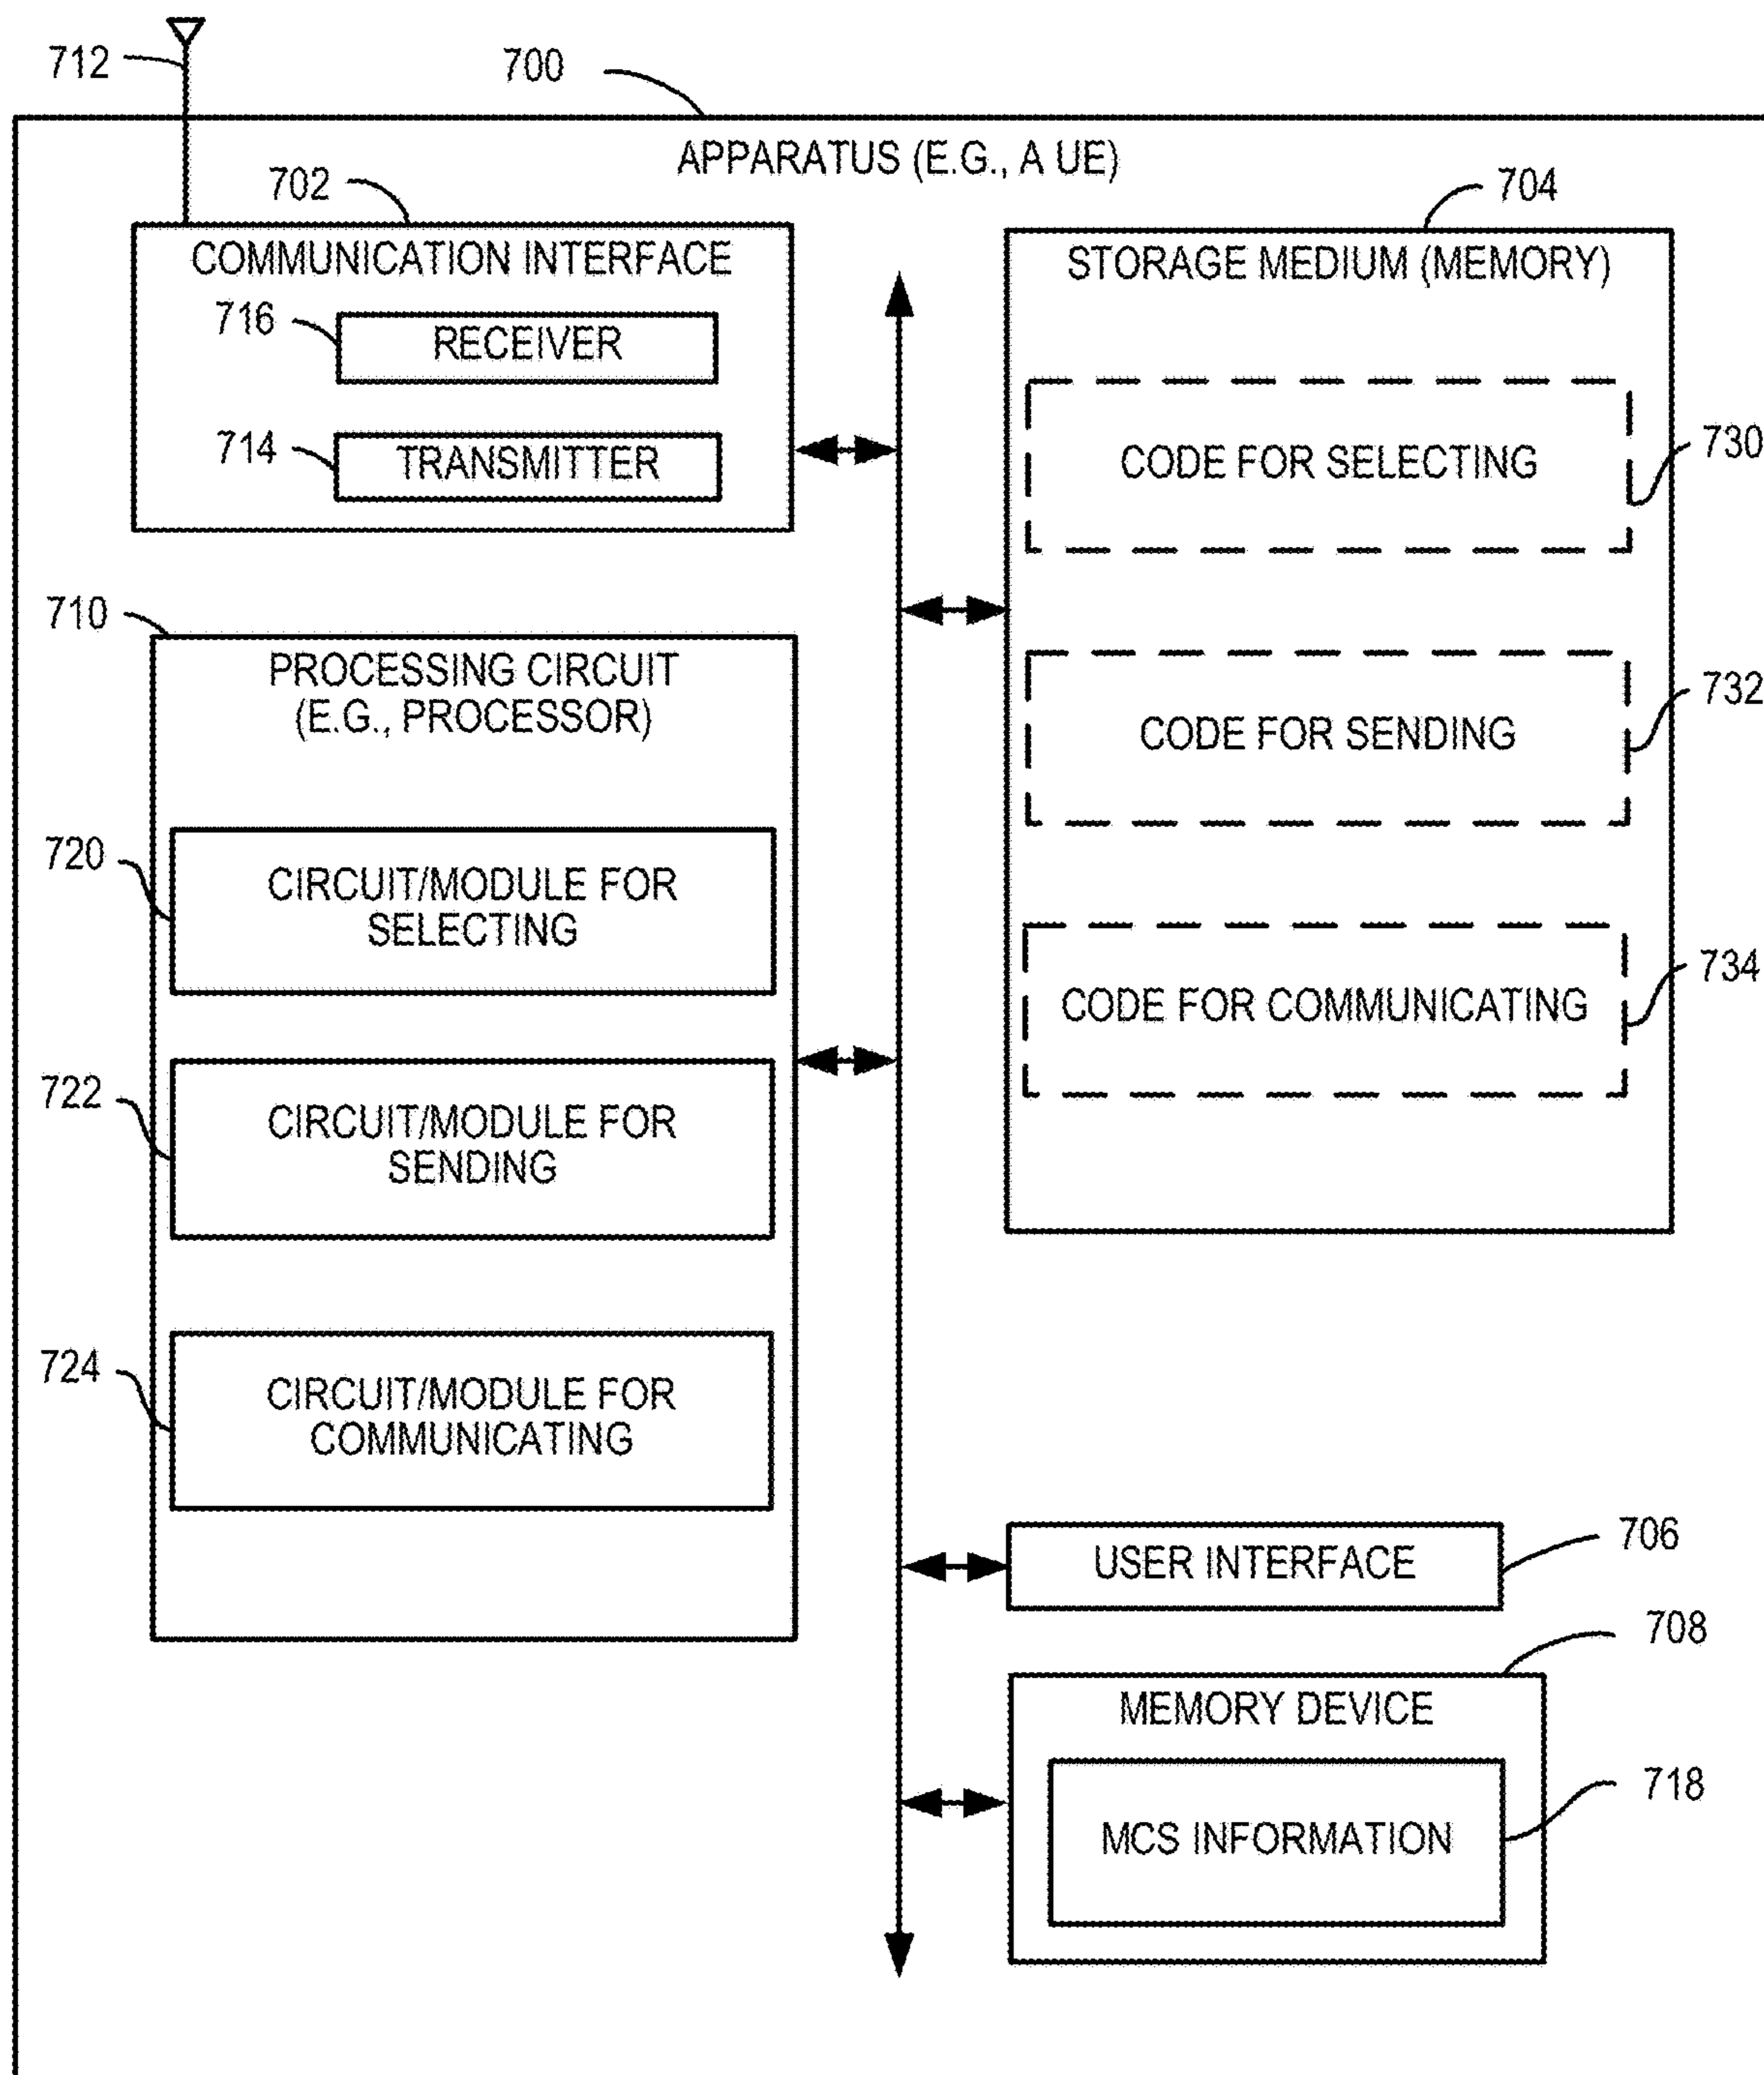 712
700
APPARATUS (E.G., A UE)
702
COMMUNICATION INTERFACE
716
RECEIVER
714
TRANSMITTER
704
STORAGE MEDIUM (MEMORY)
CODE FOR SELECTING
730
CODE FOR SENDING
732
CODE FOR COMMUNICATING
734
710
PROCESSING CIRCUIT
(E.G., PROCESSOR)
720
CIRCUIT/MODULE FOR
SELECTING
722
CIRCUIT/MODULE FOR
SENDING
724
CIRCUIT/MODULE FOR
COMMUNICATING
USER INTERFACE
706
708
MEMORY DEVICE
MCS INFORMATION
718